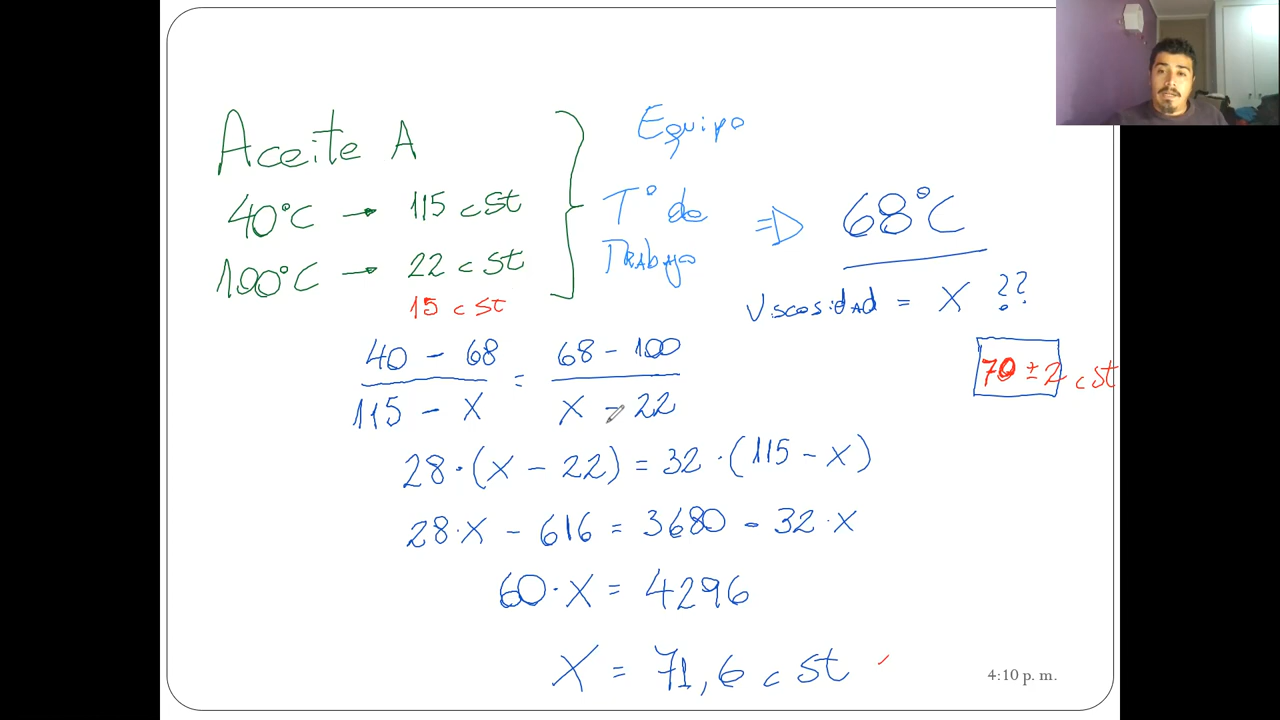 Aceite A
40°C → 115 cSt
100°C → 22 cSt
15 cSt
Equipo
T° de
Trabajo
⇒ 68°C
Viscosidad = X ??
70 ± 2 cSt
40 - 68 / 115 - X = 68 - 100 / X - 22
28·(X - 22) = 32·(115 - X)
28·X - 616 = 3680 - 32·X
60·X = 4296
X = 71,6 cSt
4:10 p. m.